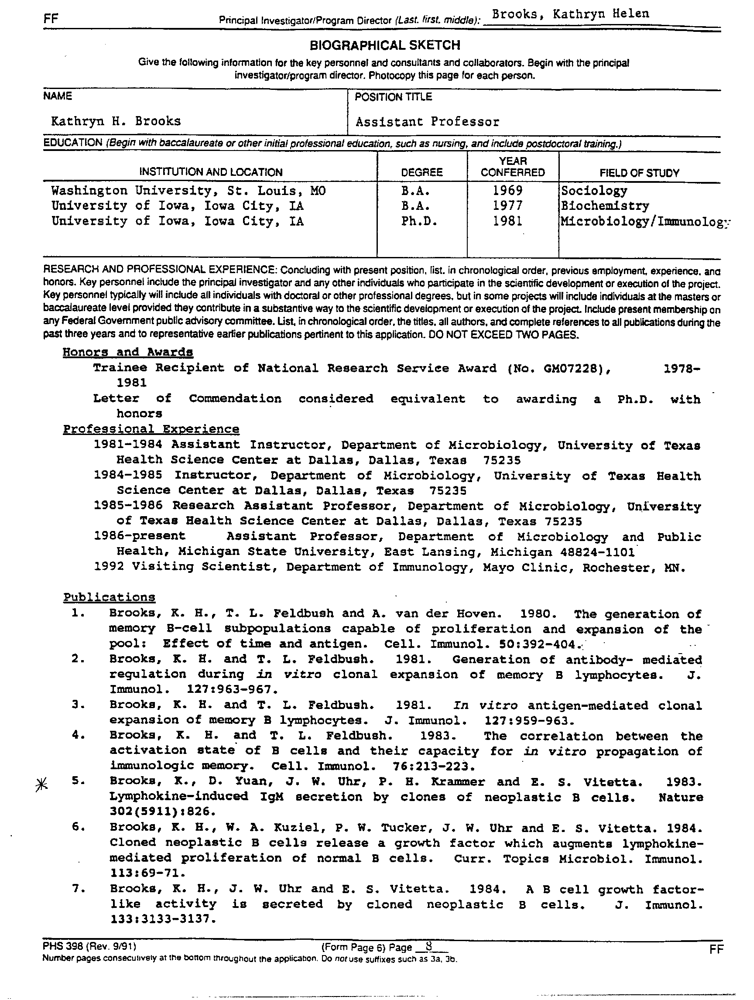 FF Principal Investigator/Program Director (Last, first, middle): Brooks, Kathryn Helen
BIOGRAPHICAL SKETCH
Give the following information for the key personnel and consultants and collaborators. Begin with the principal
investigator/program director. Photocopy this page for each person.
NAME POSITION TITLE
Kathryn H. Brooks Assistant Professor
EDUCATION (Begin with baccalaureate or other initial professional education, such as nursing, and include postdoctoral training.)
INSTITUTION AND LOCATION DEGREE YEAR CONFERRED FIELD OF STUDY
Washington University, St. Louis, MO B.A. 1969 Sociology
University of Iowa, Iowa City, IA B.A. 1977 Biochemistry
University of Iowa, Iowa City, IA Ph.D. 1981 Microbiology/Immunology
RESEARCH AND PROFESSIONAL EXPERIENCE: Concluding with present position, list, in chronological order, previous employment, experience, and
honors. Key personnel include the principal investigator and any other individuals who participate in the scientific development or execution of the project.
Key personnel typically will include all individuals with doctoral or other professional degrees, but in some projects will include individuals at the masters or
baccalaureate level provided they contribute in a substantive way to the scientific development or execution of the project. Include present membership on
any Federal Government public advisory committee. List, in chronological order, the titles, all authors, and complete references to all publications during the
past three years and to representative earlier publications pertinent to this application. DO NOT EXCEED TWO PAGES.
Honors and Awards
Trainee Recipient of National Research Service Award (No. GM07228), 1978-
1981
Letter of Commendation considered equivalent to awarding a Ph.D. with
honors
Professional Experience
1981-1984 Assistant Instructor, Department of Microbiology, University of Texas
Health Science Center at Dallas, Dallas, Texas 75235
1984-1985 Instructor, Department of Microbiology, University of Texas Health
Science Center at Dallas, Dallas, Texas 75235
1985-1986 Research Assistant Professor, Department of Microbiology, University
of Texas Health Science Center at Dallas, Dallas, Texas 75235
1986-present Assistant Professor, Department of Microbiology and Public
Health, Michigan State University, East Lansing, Michigan 48824-1101
1992 Visiting Scientist, Department of Immunology, Mayo Clinic, Rochester, MN.
Publications
1. Brooks, K. H., T. L. Feldbush and A. van der Hoven. 1980. The generation of
memory B-cell subpopulations capable of proliferation and expansion of the
pool: Effect of time and antigen. Cell. Immunol. 50:392-404.
2. Brooks, K. H. and T. L. Feldbush. 1981. Generation of antibody- mediated
regulation during in vitro clonal expansion of memory B lymphocytes. J.
Immunol. 127:963-967.
3. Brooks, K. H. and T. L. Feldbush. 1981. In vitro antigen-mediated clonal
expansion of memory B lymphocytes. J. Immunol. 127:959-963.
4. Brooks, K. H. and T. L. Feldbush. 1983. The correlation between the
activation state of B cells and their capacity for in vitro propagation of
immunologic memory. Cell. Immunol. 76:213-223.
* 5. Brooks, K., D. Yuan, J. W. Uhr, P. H. Krammer and E. S. Vitetta. 1983.
Lymphokine-induced IgM secretion by clones of neoplastic B cells. Nature
302(5911):826.
6. Brooks, K. H., W. A. Kuziel, P. W. Tucker, J. W. Uhr and E. S. Vitetta. 1984.
Cloned neoplastic B cells release a growth factor which augments lymphokine-
mediated proliferation of normal B cells. Curr. Topics Microbiol. Immunol.
113:69-71.
7. Brooks, K. H., J. W. Uhr and E. S. Vitetta. 1984. A B cell growth factor-
like activity is secreted by cloned neoplastic B cells. J. Immunol.
133:3133-3137.
PHS 398 (Rev. 9/91) (Form Page 6) Page 8 FF
Number pages consecutively at the bottom throughout the application. Do not use suffixes such as 3a, 3b.